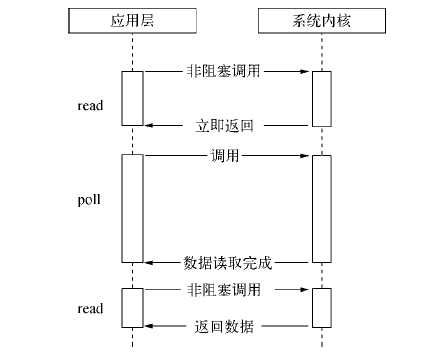 应用层 系统内核
非阻塞调用
read
立即返回
调用
poll
数据读取完成
非阻塞调用
read
返回数据